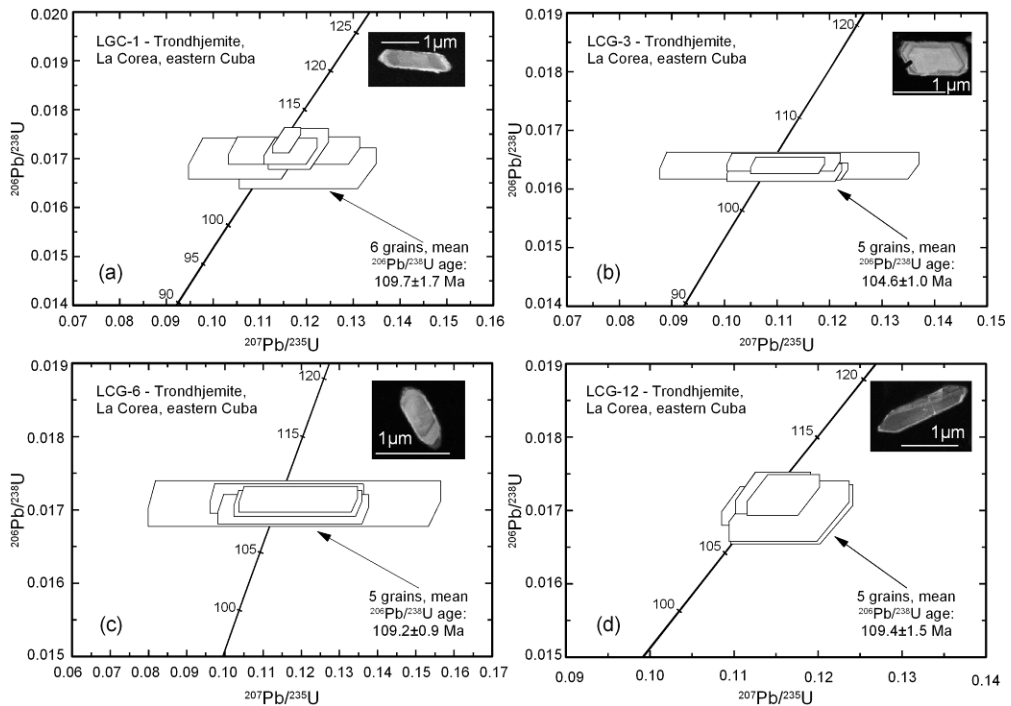 LGC-1 - Trondhjemite,
La Corea, eastern Cuba
1µm
125
120
115
100
95
90
0.020
0.019
0.018
0.017
0.016
0.015
0.014
²⁰⁶Pb/²³⁸U
6 grains, mean
²⁰⁶Pb/²³⁸U age:
109.7±1.7 Ma
(a)
0.07 0.08 0.09 0.10 0.11 0.12 0.13 0.14 0.15 0.16
²⁰⁷Pb/²³⁵U
LCG-3 - Trondhjemite,
La Corea, eastern Cuba
1 µm
120
110
100
90
0.019
0.018
0.017
0.016
0.015
0.014
²⁰⁶Pb/²³⁸U
5 grains, mean
²⁰⁶Pb/²³⁸U age:
104.6±1.0 Ma
(b)
0.07 0.08 0.09 0.10 0.11 0.12 0.13 0.14 0.15
²⁰⁷Pb/²³⁵U
LCG-6 - Trondhjemite,
La Corea, eastern Cuba
1µm
120
115
105
100
0.019
0.018
0.017
0.016
0.015
²⁰⁶Pb/²³⁸U
5 grains, mean
²⁰⁶Pb/²³⁸U age:
109.2±0.9 Ma
(c)
0.06 0.07 0.08 0.09 0.10 0.11 0.12 0.13 0.14 0.15 0.16
²⁰⁷Pb/²³⁵U
LCG-12 - Trondhjemite,
La Corea, eastern Cuba
1µm
120
115
105
100
0.019
0.018
0.017
0.016
0.015
²⁰⁶Pb/²³⁸U
5 grains, mean
²⁰⁶Pb/²³⁸U age:
109.4±1.5 Ma
(d)
0.09 0.10 0.11 0.12 0.13 0.14
²⁰⁷Pb/²³⁵U